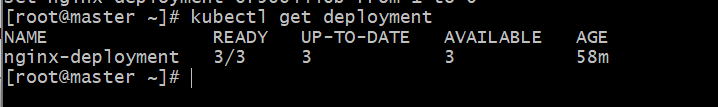 [root@master ~]# kubectl get deployment
NAME READY UP-TO-DATE AVAILABLE AGE
nginx-deployment 3/3 3 3 58m
[root@master ~]#